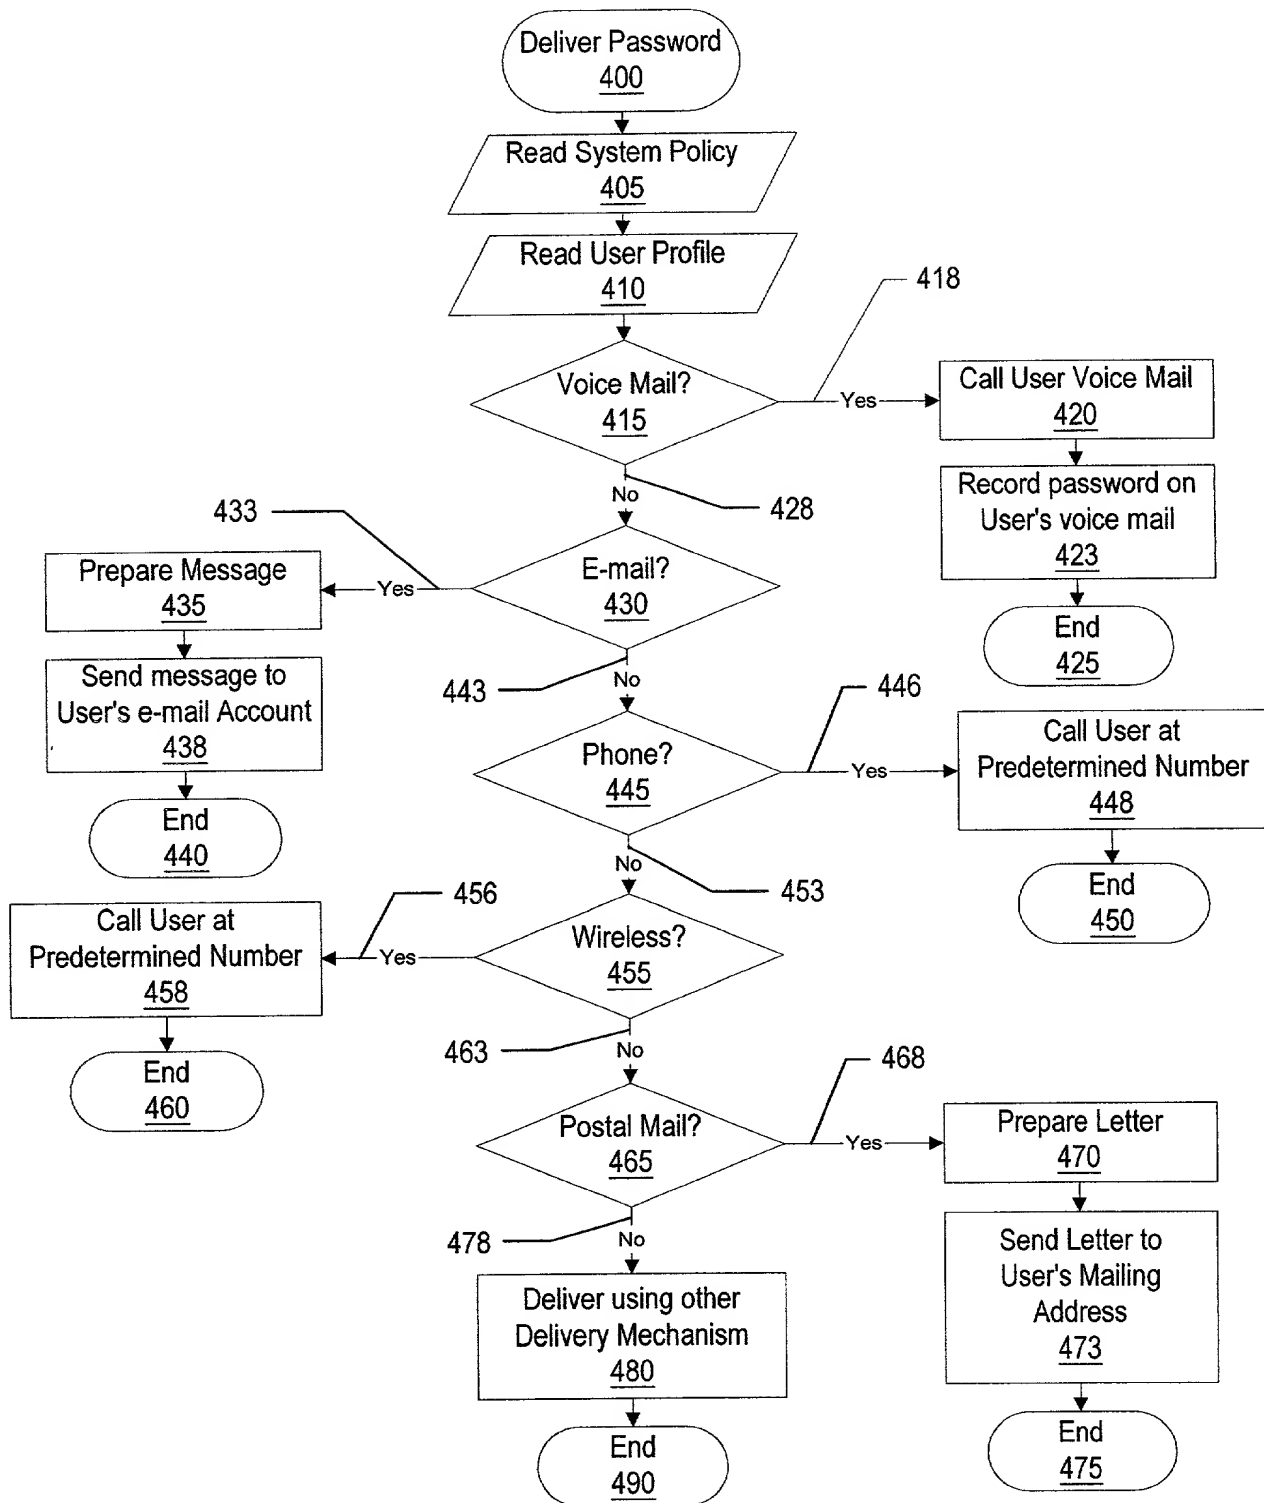 Deliver Password
400
Read System Policy
405
Read User Profile
410
418
Voice Mail?
415
Yes
Call User Voice Mail
420
No
428
Record password on
User's voice mail
423
End
425
433
E-mail?
430
Yes
Prepare Message
435
Send message to
User's e-mail Account
438
End
440
443
No
446
Phone?
445
Yes
Call User at
Predetermined Number
448
End
450
No
453
456
Wireless?
455
Yes
Call User at
Predetermined Number
458
End
460
463
No
468
Postal Mail?
465
Yes
Prepare Letter
470
Send Letter to
User's Mailing
Address
473
End
475
478
No
Deliver using other
Delivery Mechanism
480
End
490